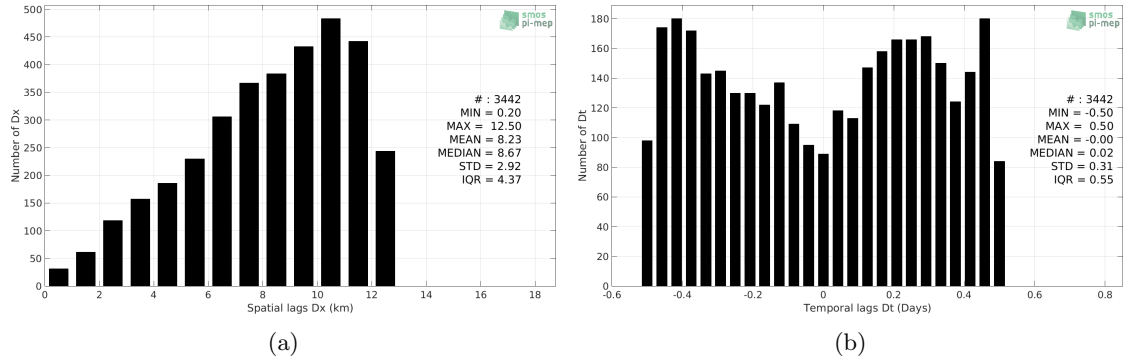 500
450
400
350
300
250
200
150
100
50
0
Number of Dx
0 2 4 6 8 10 12 14 16 18
Spatial lags Dx (km)
smos
pi-mep
# : 3442
MIN = 0.20
MAX = 12.50
MEAN = 8.23
MEDIAN = 8.67
STD = 2.92
IQR = 4.37
(a)
180
160
140
120
100
80
60
40
20
0
Number of Dt
-0.6 -0.4 -0.2 0 0.2 0.4 0.6 0.8
Temporal lags Dt (Days)
smos
pi-mep
# : 3442
MIN = -0.50
MAX = 0.50
MEAN = -0.00
MEDIAN = 0.02
STD = 0.31
IQR = 0.55
(b)